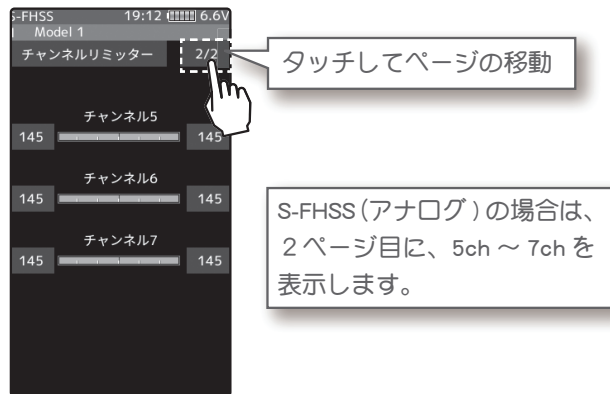 S-FHSS 19:12 6.6V
Model 1
チャンネルリミッター 2/2
タッチしてページの移動
チャンネル5
145 145
チャンネル6
145 145
チャンネル7
145 145
S-FHSS(アナログ)の場合は、
2ページ目に、5ch ～ 7ch を
表示します。